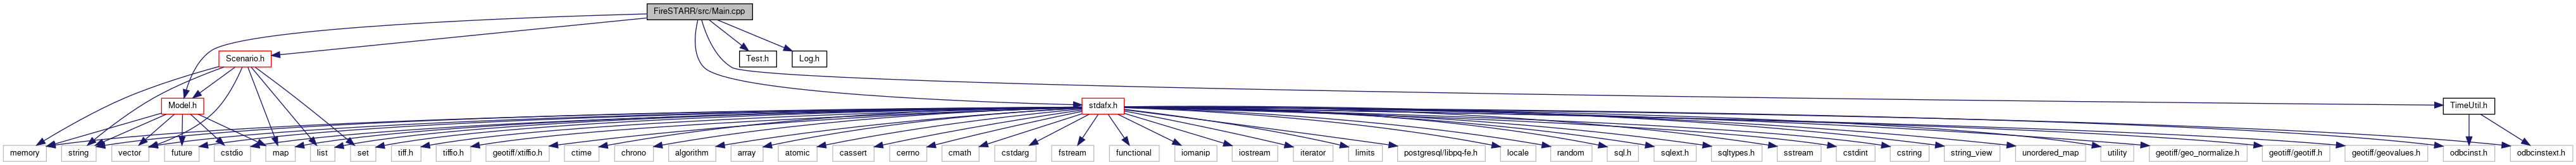 FireSTARR/src/Main.cpp
Scenario.h
Test.h
Log.h
Model.h
stdafx.h
TimeUtil.h
memory
string
vector
future
cstdio
map
list
set
tiff.h
tiffio.h
geotiff/xtiffio.h
ctime
chrono
algorithm
array
atomic
cassert
cerrno
cmath
cstdarg
fstream
functional
iomanip
iostream
iterator
limits
postgresql/libpq-fe.h
locale
random
sql.h
sqlext.h
sqltypes.h
sstream
cstdint
cstring
string_view
unordered_map
utility
geotiff/geo_normalize.h
geotiff/geotiff.h
geotiff/geovalues.h
odbcinst.h
odbcinstext.h